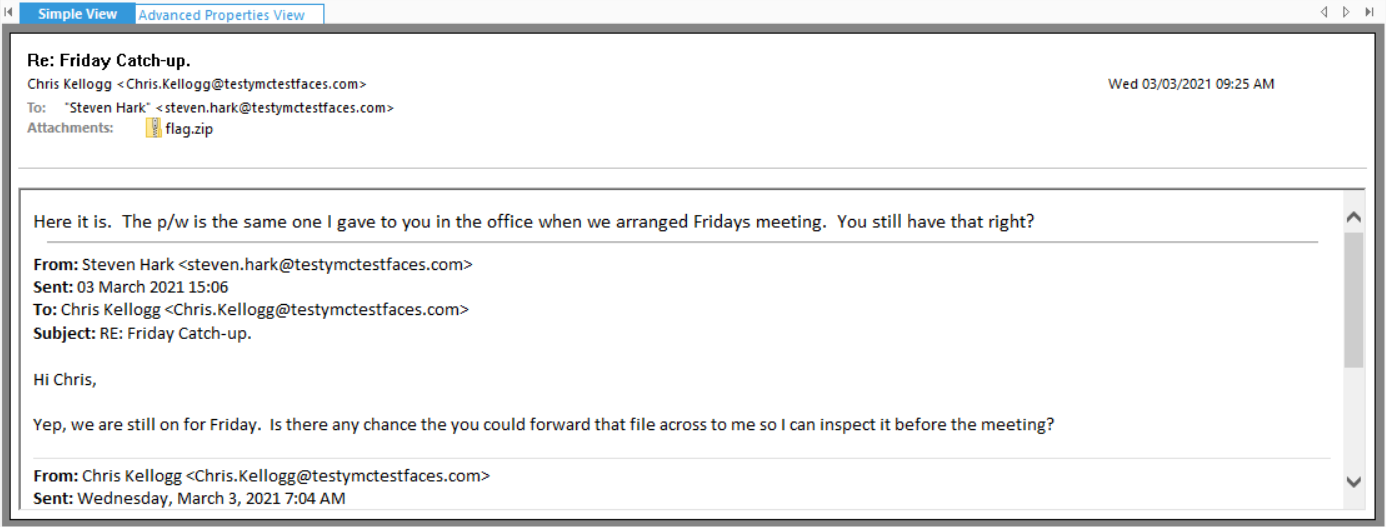 Simple View
Advanced Properties View
Re: Friday Catch-up.
Chris Kellogg <Chris.Kellogg@testymctestfaces.com>
Wed 03/03/2021 09:25 AM
To: "Steven Hark" <steven.hark@testymctestfaces.com>
Attachments: flag.zip
Here it is. The p/w is the same one I gave to you in the office when we arranged Fridays meeting. You still have that right?
From: Steven Hark <steven.hark@testymctestfaces.com>
Sent: 03 March 2021 15:06
To: Chris Kellogg <Chris.Kellogg@testymctestfaces.com>
Subject: RE: Friday Catch-up.
Hi Chris,
Yep, we are still on for Friday. Is there any chance the you could forward that file across to me so I can inspect it before the meeting?
From: Chris Kellogg <Chris.Kellogg@testymctestfaces.com>
Sent: Wednesday, March 3, 2021 7:04 AM